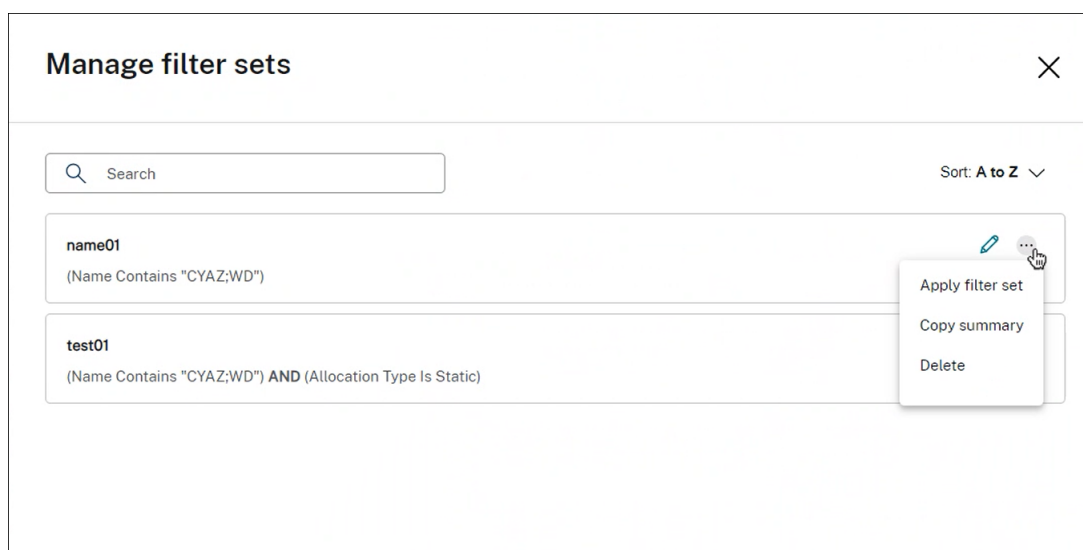 Manage filter sets
Search
Sort: A to Z
name01
(Name Contains "CYAZ;WD")
Apply filter set
Copy summary
Delete
test01
(Name Contains "CYAZ;WD") AND (Allocation Type Is Static)